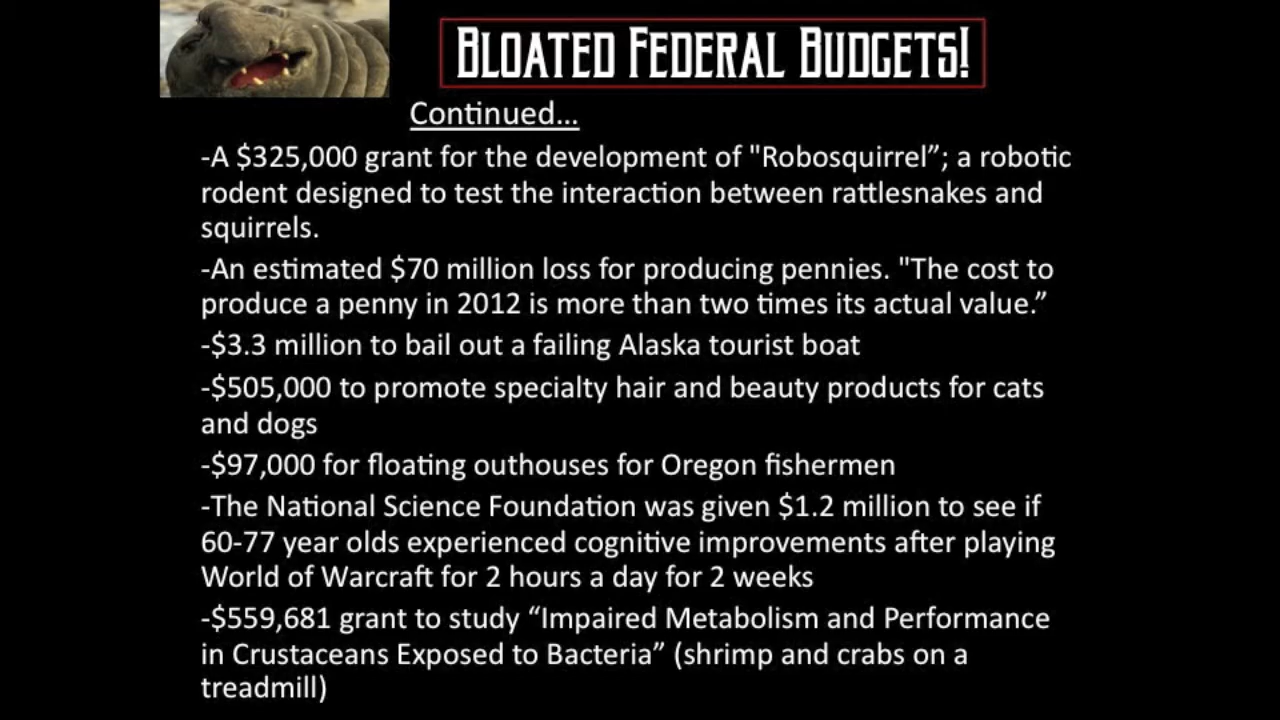 BLOATED FEDERAL BUDGETS!
Continued...
-A $325,000 grant for the development of "Robosquirrel”; a robotic
rodent designed to test the interaction between rattlesnakes and
squirrels.
-An estimated $70 million loss for producing pennies. "The cost to
produce a penny in 2012 is more than two times its actual value.”
-$3.3 million to bail out a failing Alaska tourist boat
-$505,000 to promote specialty hair and beauty products for cats
and dogs
-$97,000 for floating outhouses for Oregon fishermen
-The National Science Foundation was given $1.2 million to see if
60-77 year olds experienced cognitive improvements after playing
World of Warcraft for 2 hours a day for 2 weeks
-$559,681 grant to study “Impaired Metabolism and Performance
in Crustaceans Exposed to Bacteria” (shrimp and crabs on a
treadmill)